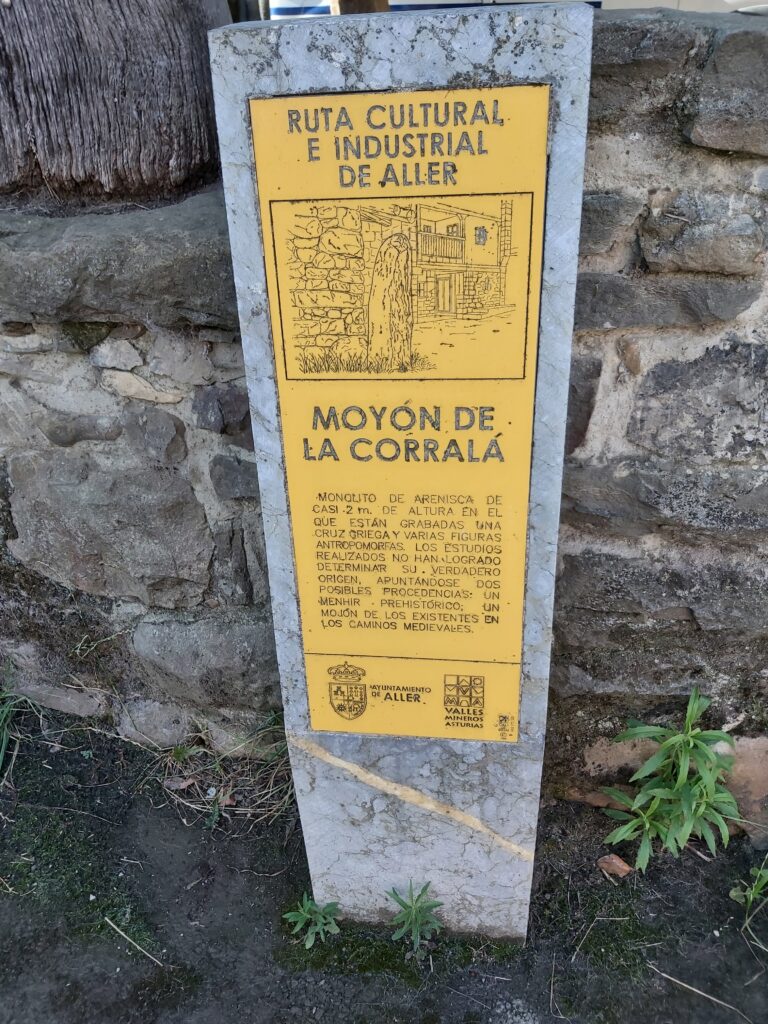 RUTA CULTURAL
E INDUSTRIAL
DE ALLER
MOYÓN DE
LA CORRALÁ
MONOLITO DE ARENISCA DE
CASI 2 m. DE ALTURA EN EL
QUE ESTÁN GRABADAS UNA
CRUZ GRIEGA Y VARIAS FIGURAS
ANTROPOMORFAS. LOS ESTUDIOS
REALIZADOS NO HAN LOGRADO
DETERMINAR SU VERDADERO
ORIGEN, APUNTÁNDOSE DOS
POSIBLES PROCEDENCIAS: UN
MENHIR PREHISTÓRICO; UN
MOJÓN DE LOS EXISTENTES EN
LOS CAMINOS MEDIEVALES.
AYUNTAMIENTO
DE ALLER
VALLES
MINEROS
ASTURIAS